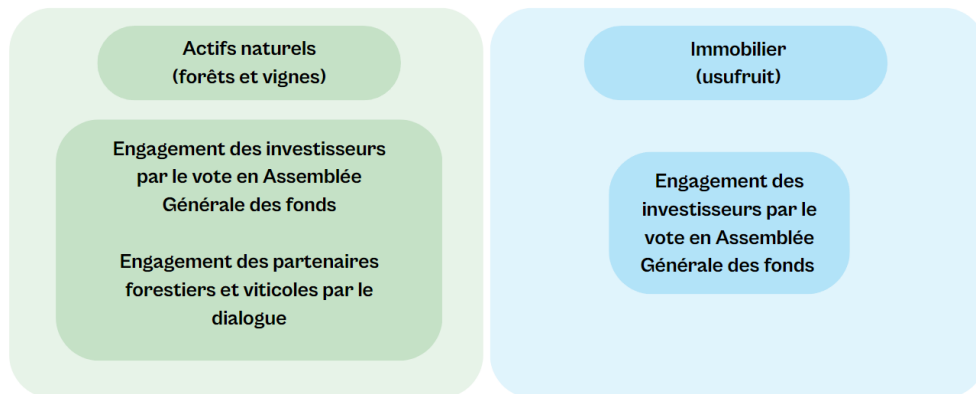 Actifs naturels
(forêts et vignes)
Engagement des investisseurs
par le vote en Assemblée
Générale des fonds
Engagement des partenaires
forestiers et viticoles par le
dialogue
Immobilier
(usufruit)
Engagement des
investisseurs par le
vote en Assemblée
Générale des fonds